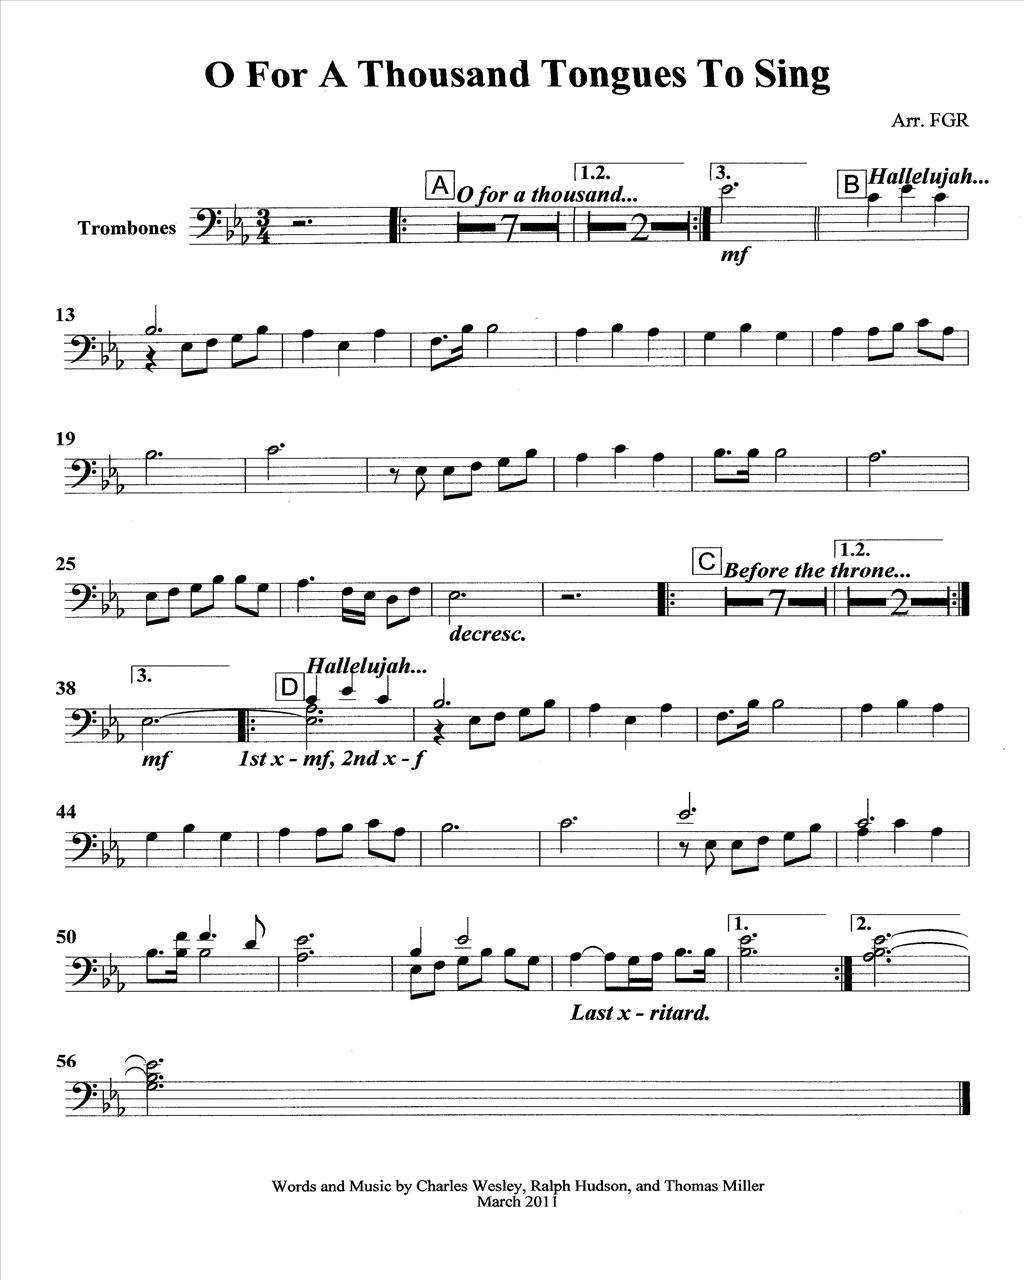 O For A Thousand Tongues To Sing
Arr. FGR
Trombones
3
4
A
O for a thousand...
7
1.2.
2
3.
mf
B
Hallelujah...
13
19
25
decresc.
C
Before the throne...
7
1.2.
2
38
3.
mf
D
Hallelujah...
1st x - mf, 2nd x - f
44
50
Last x - ritard.
1.
2.
56
Words and Music by Charles Wesley, Ralph Hudson, and Thomas Miller
March 2011